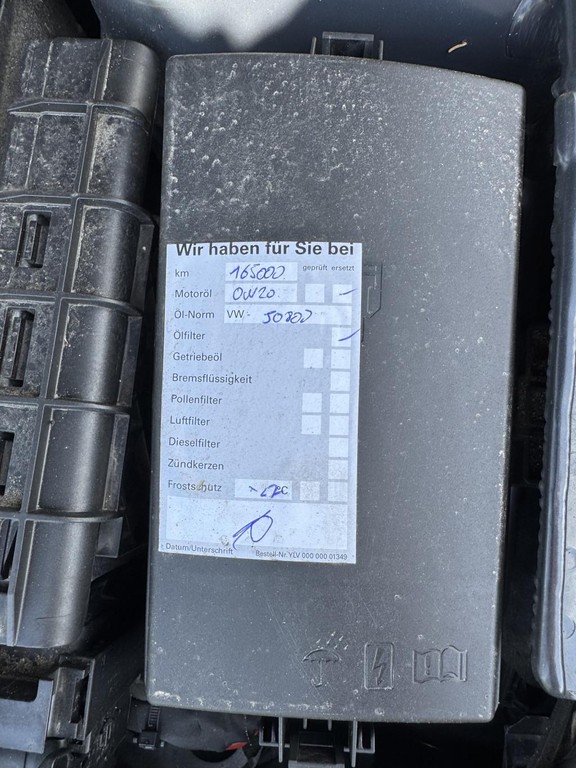 Wir haben für Sie bei
km 165000 geprüft ersetzt
Motoröl 0W20
Öl-Norm VW- 50800
Ölfilter
Getriebeöl
Bremsflüssigkeit
Pollenfilter
Luftfilter
Dieselfilter
Zündkerzen
Frostschutz °C
Datum/Unterschrift Bestell-Nr. YLV 000 000 01349